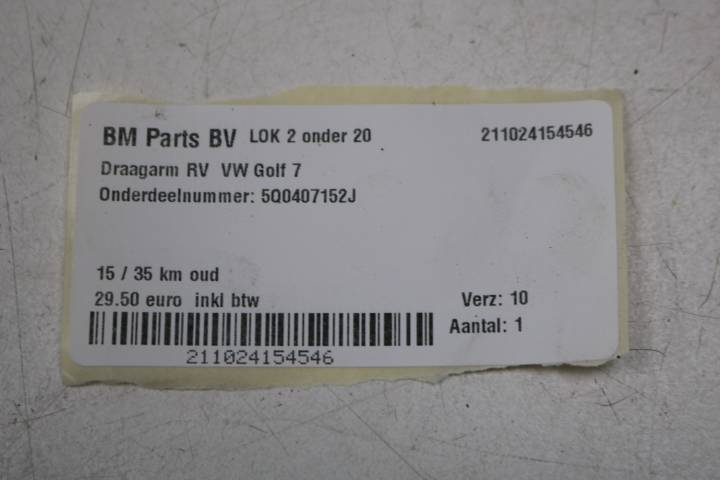 BM Parts BV LOK 2 onder 20 211024154546
Draagarm RV VW Golf 7
Onderdeelnummer: 5Q0407152J
15 / 35 km oud
29.50 euro inkl btw Verz: 10
Aantal: 1
211024154546